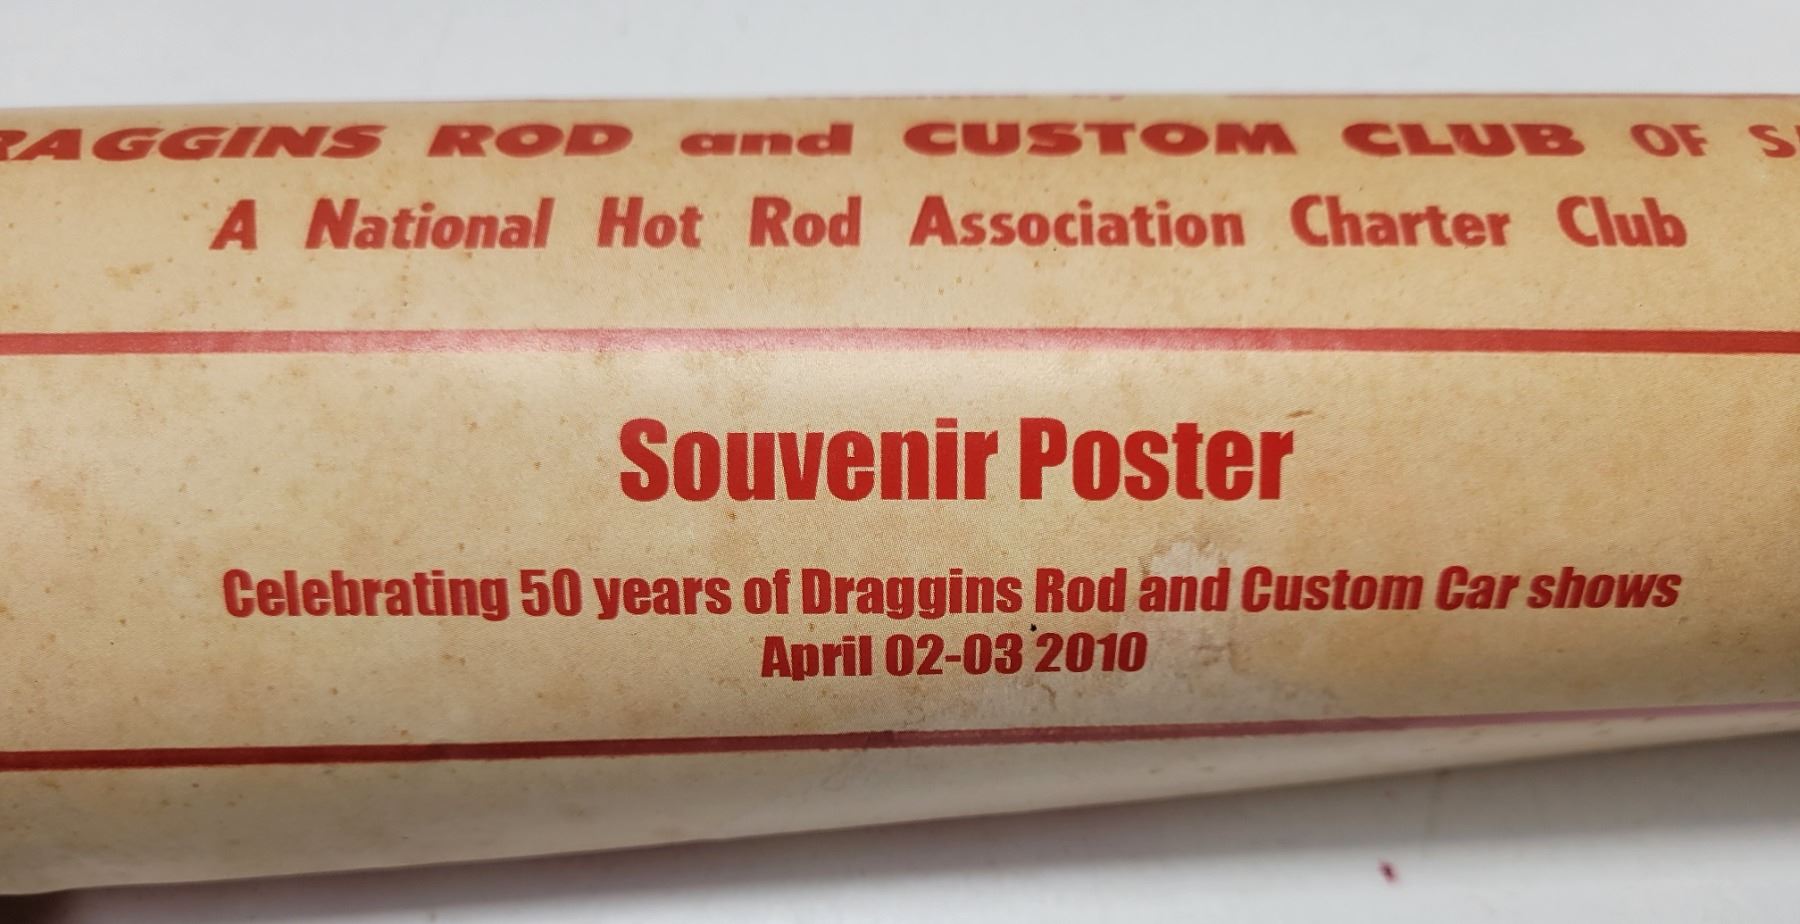 RAGGINS ROD and CUSTOM CLUB OF S
A National Hot Rod Association Charter Club
Souvenir Poster
Celebrating 50 years of Draggins Rod and Custom Car shows
April 02-03 2010